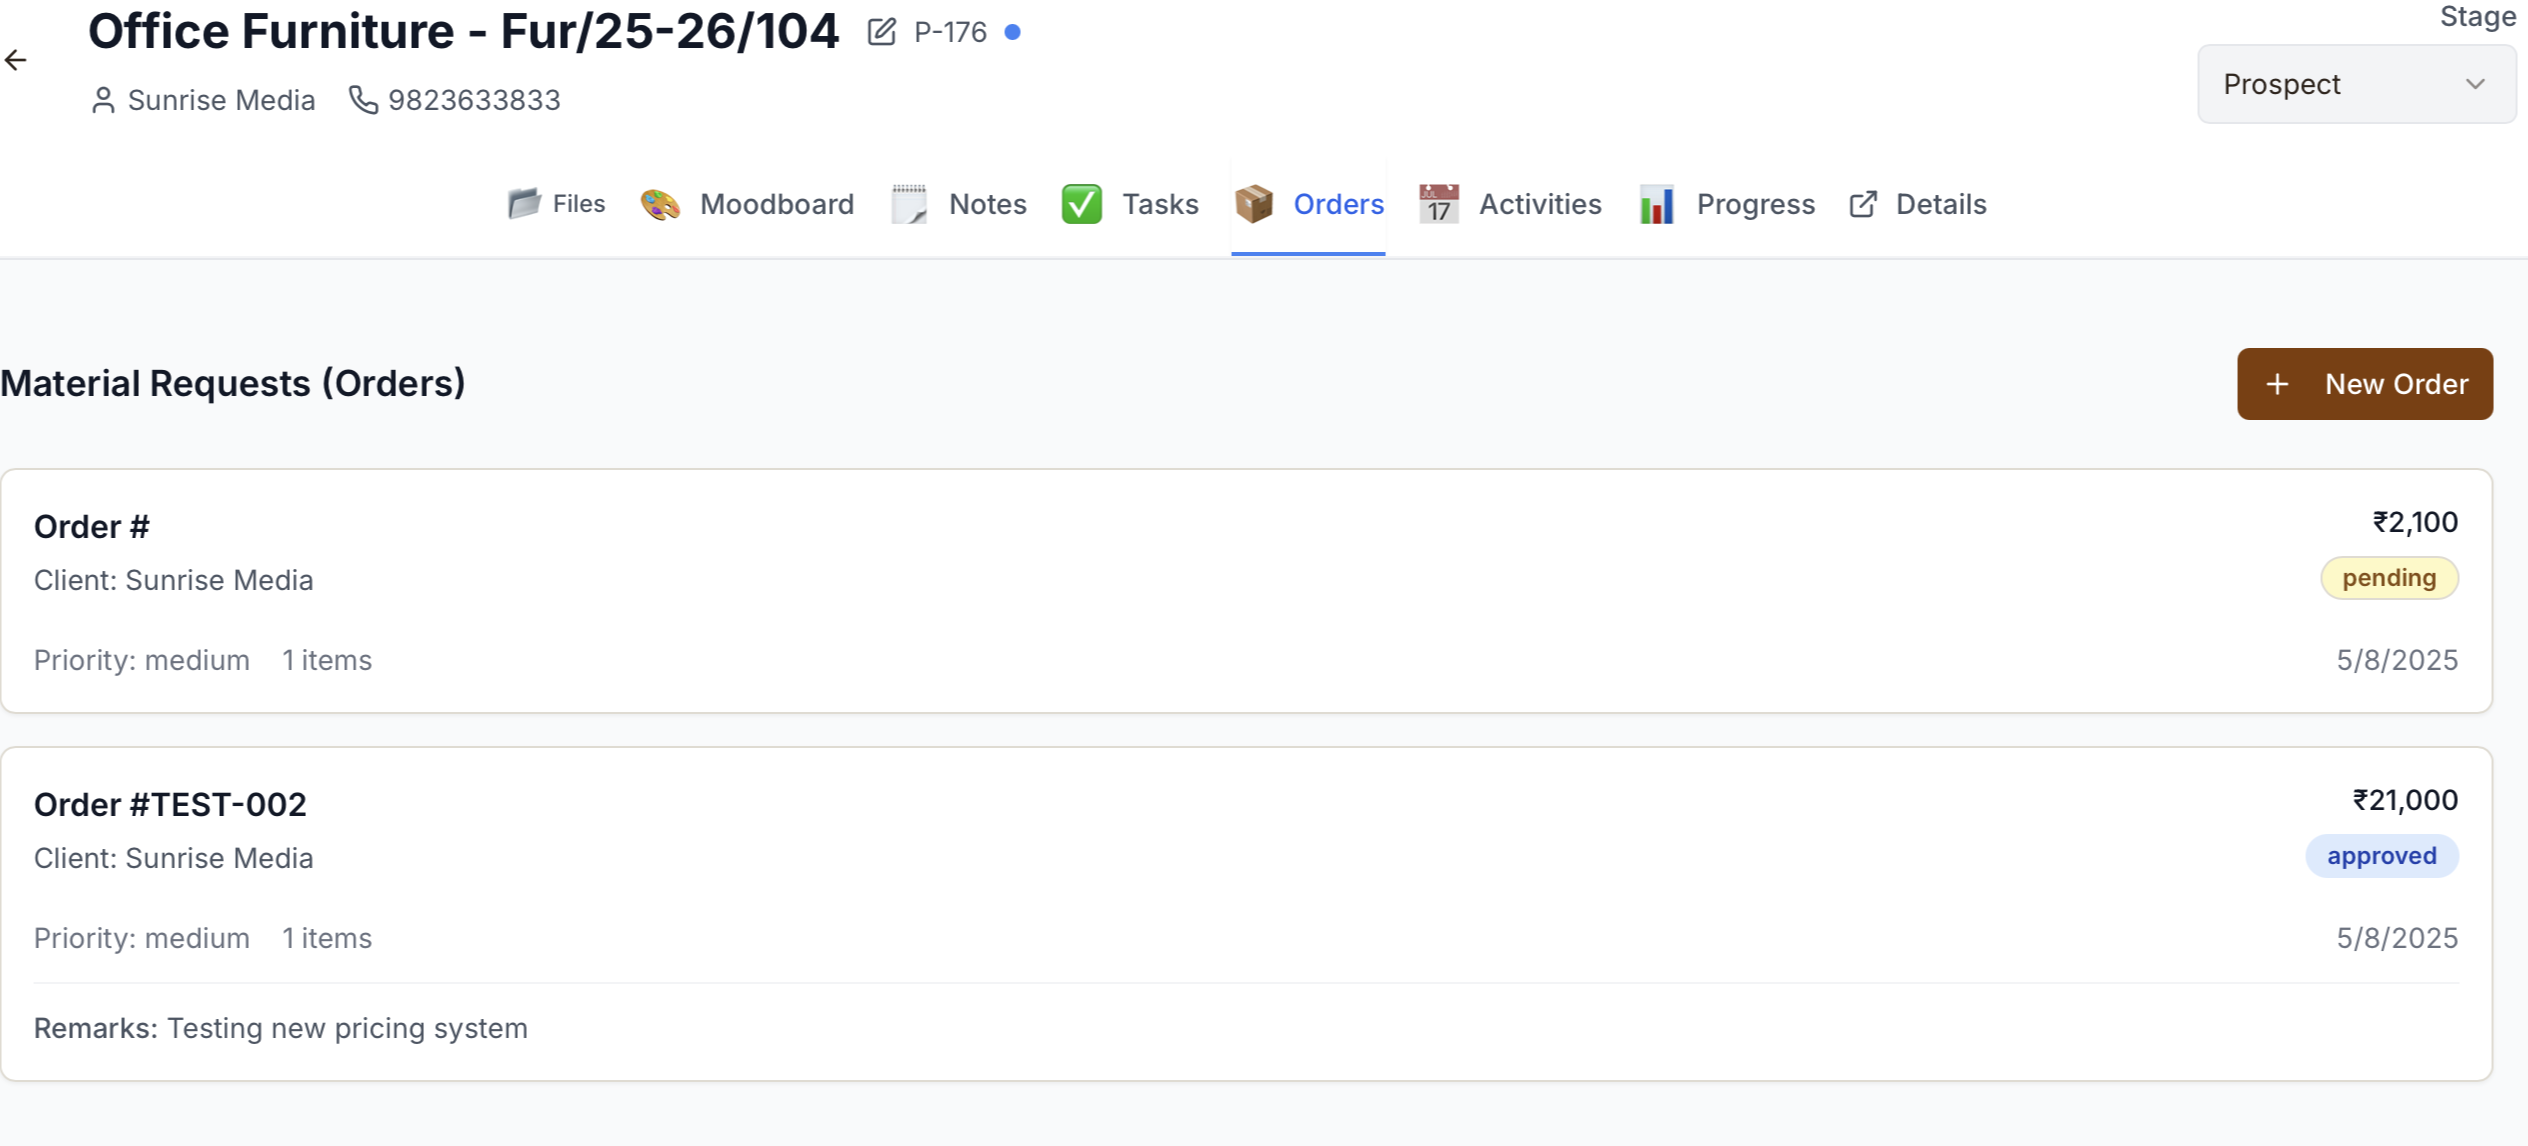 Office Furniture - Fur/25-26/104 P-176
Stage
Sunrise Media 9823633833
Prospect
Files Moodboard Notes Tasks Orders JUL 17 Activities Progress Details
Material Requests (Orders)
+ New Order
Order #
₹2,100
Client: Sunrise Media
pending
Priority: medium 1 items
5/8/2025
Order #TEST-002
₹21,000
Client: Sunrise Media
approved
Priority: medium 1 items
5/8/2025
Remarks: Testing new pricing system